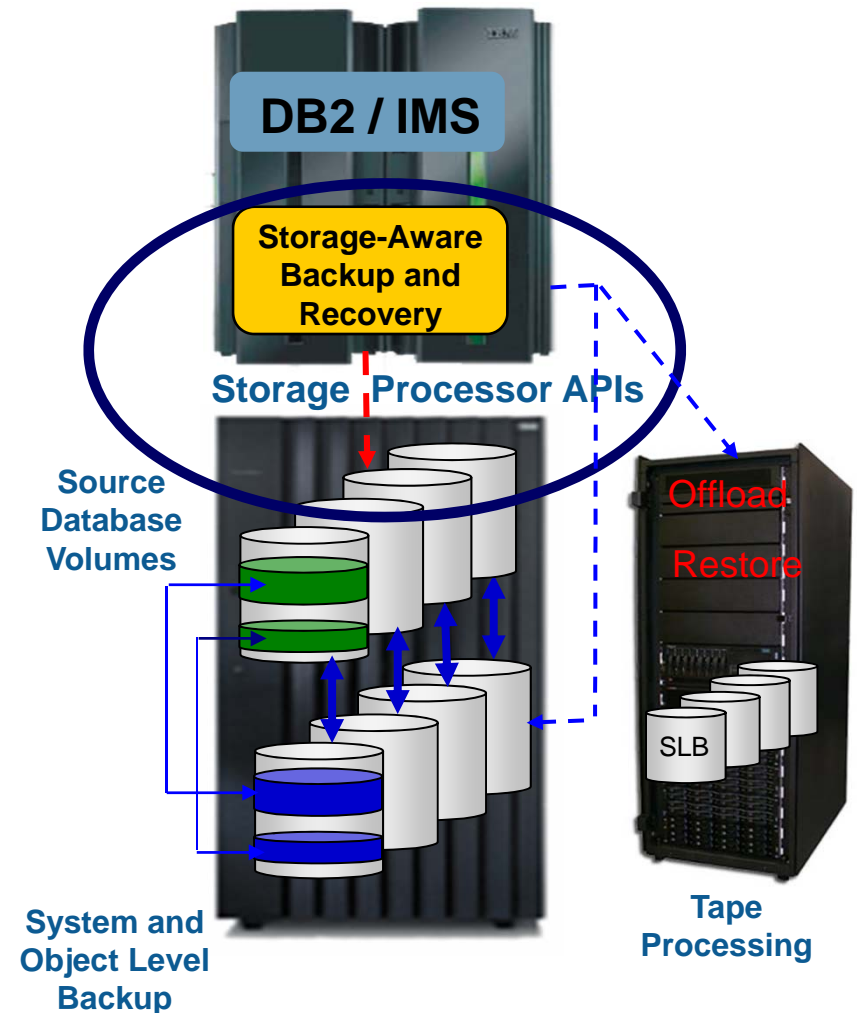 DB2 / IMS
Storage-Aware
Backup and
Recovery
Storage Processor APIs
Source
Database
Volumes
Offload
Restore
SLB
System and
Object Level
Backup
Tape
Processing